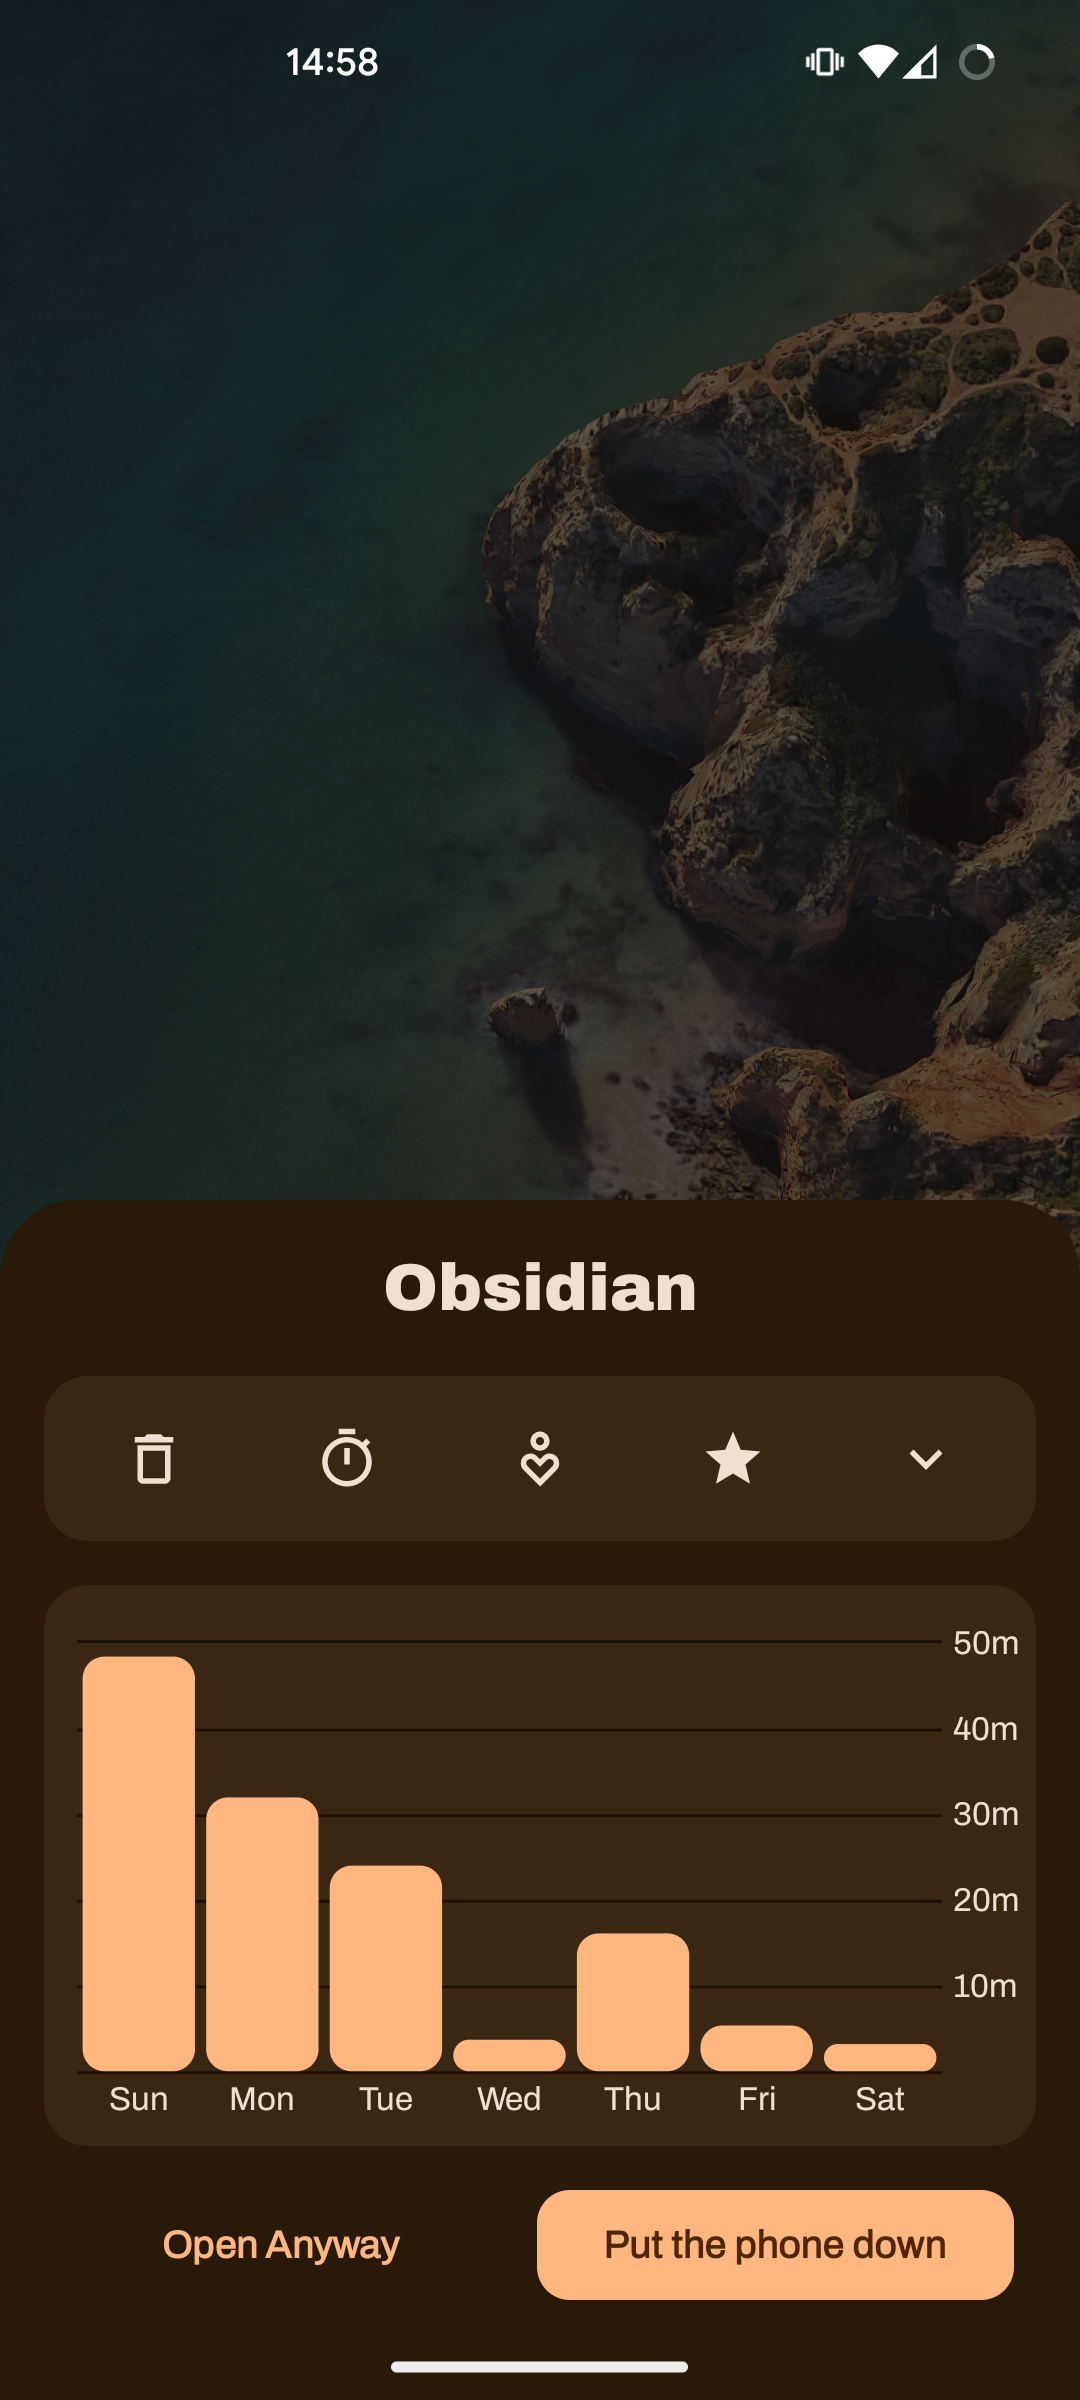 14:58
Obsidian
50m
40m
30m
20m
10m
Sun Mon Tue Wed Thu Fri Sat
Open Anyway Put the phone down